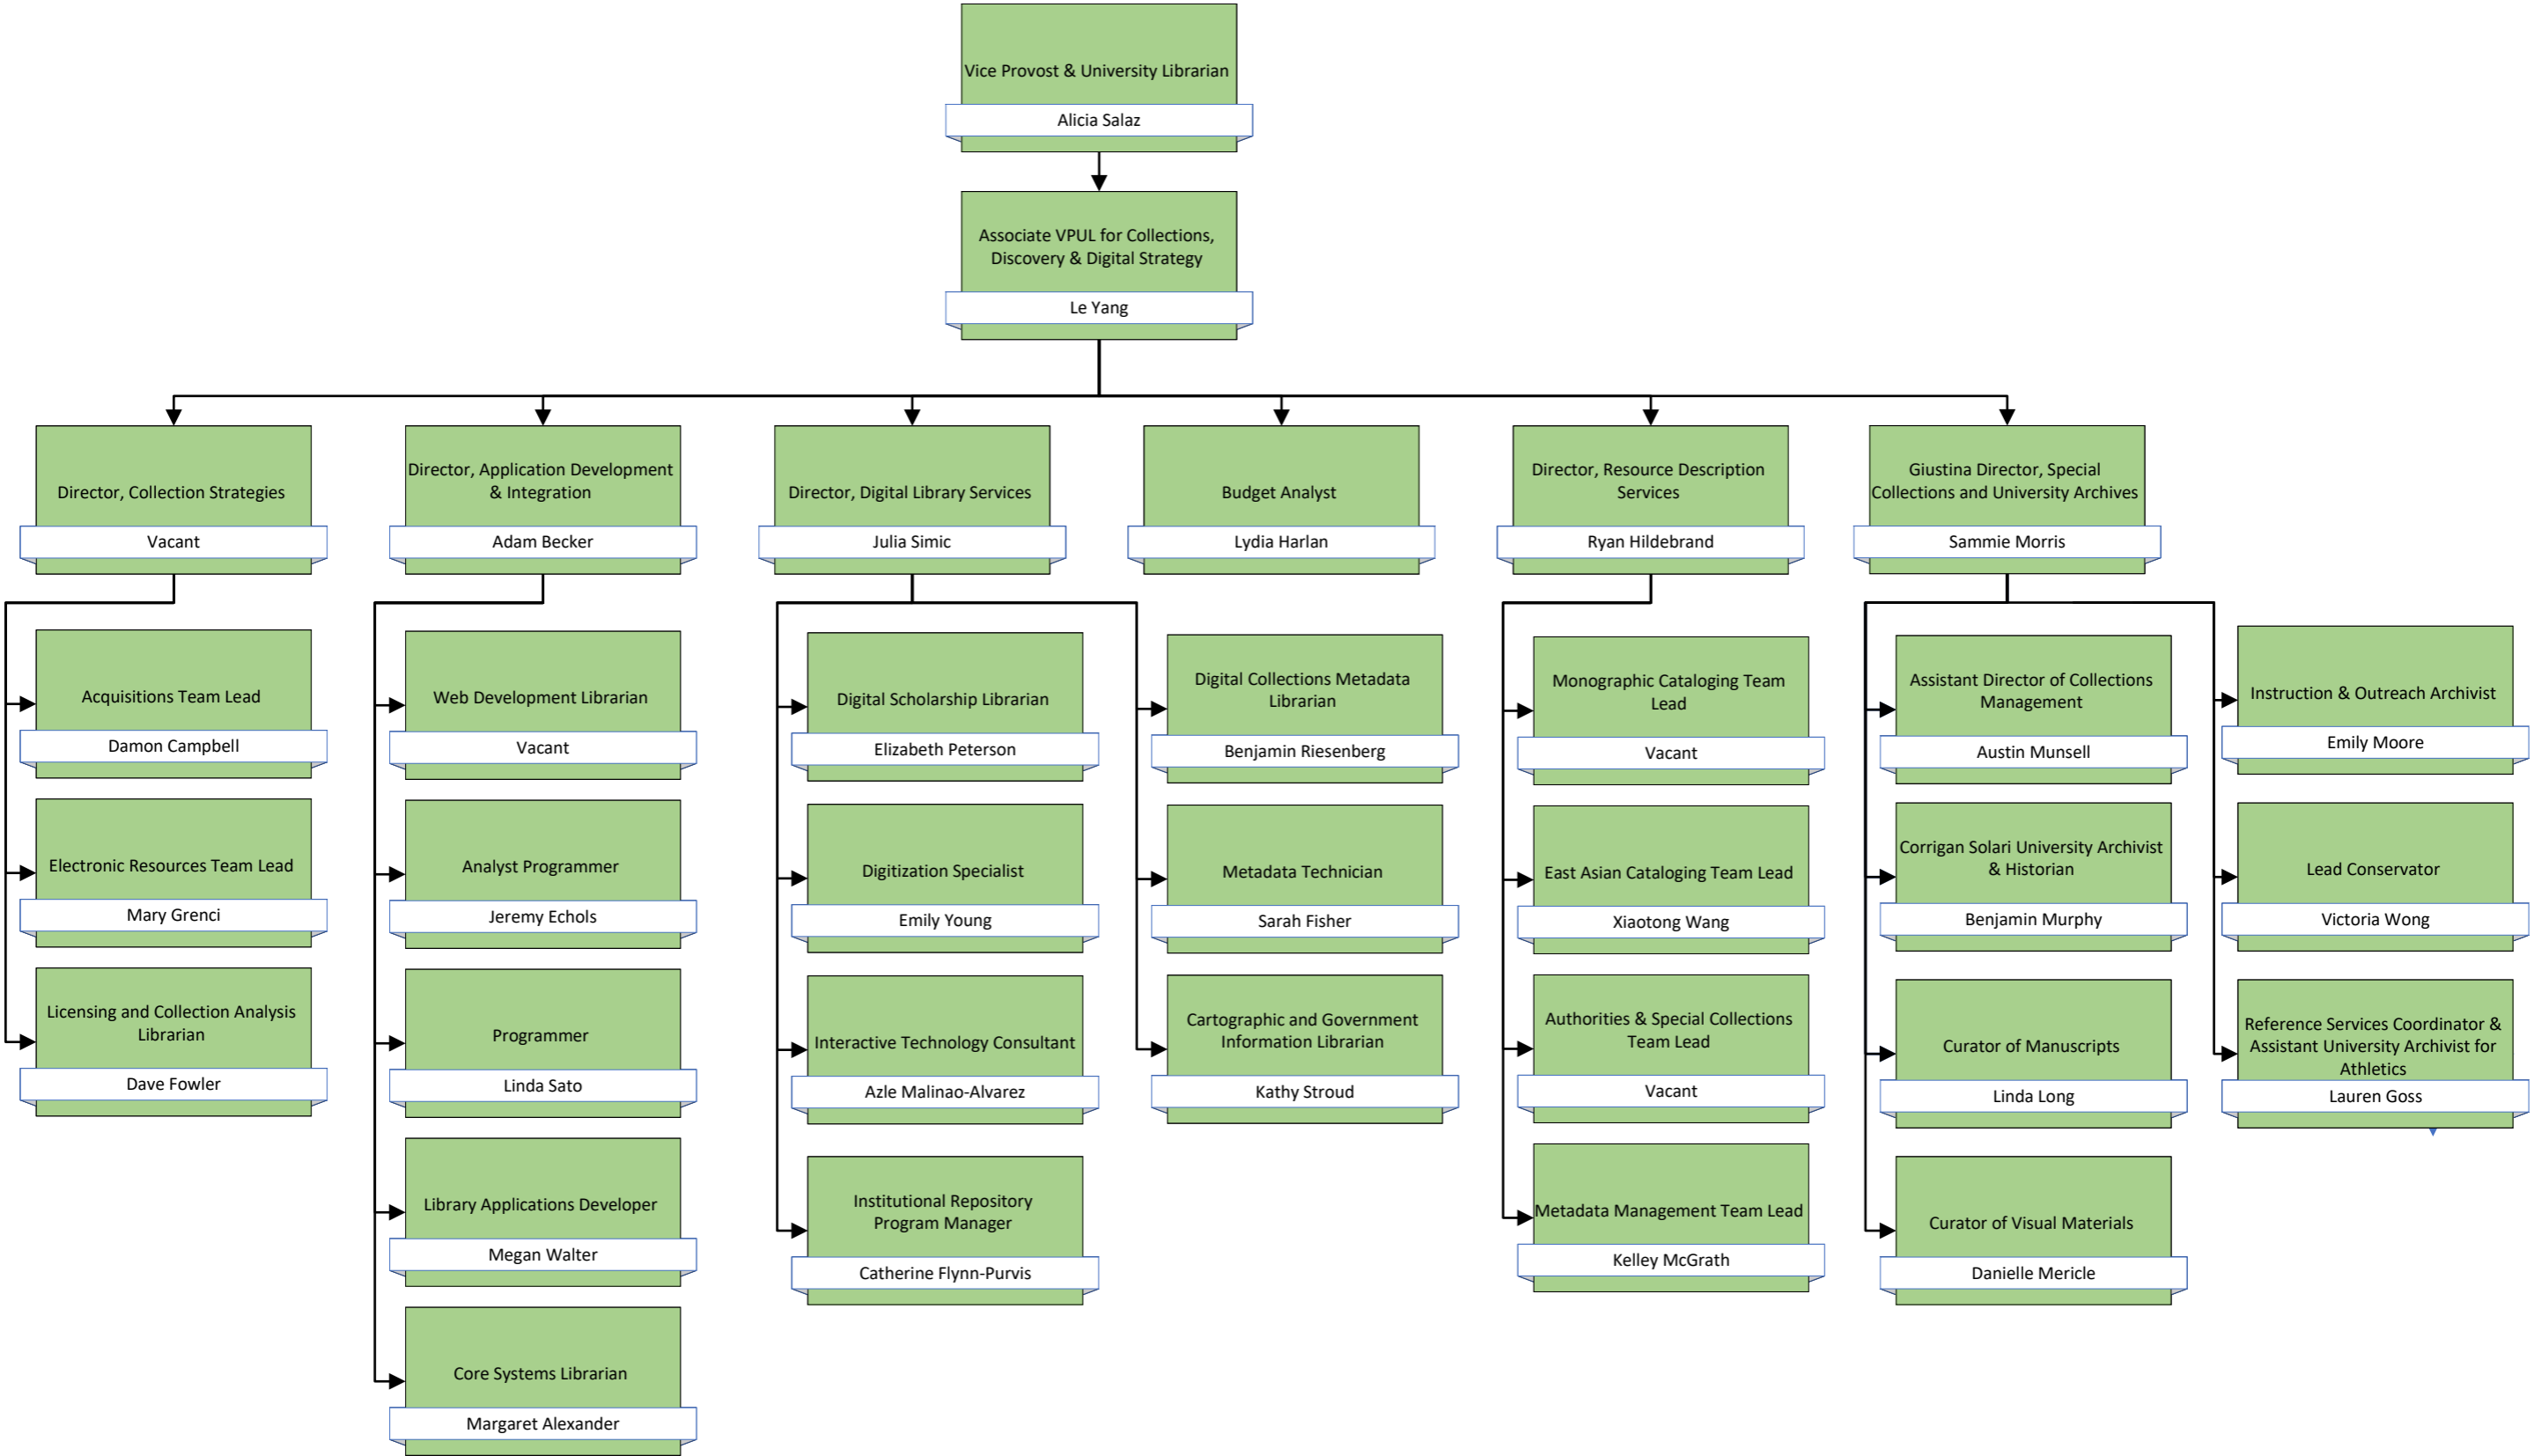 Vice Provost & University Librarian
Alicia Salaz
Associate VPUL for Collections,
Discovery & Digital Strategy
Le Yang
Director, Collection Strategies
Vacant
Director, Application Development
& Integration
Adam Becker
Director, Digital Library Services
Julia Simic
Budget Analyst
Lydia Harlan
Director, Resource Description
Services
Ryan Hildebrand
Giustina Director, Special
Collections and University Archives
Sammie Morris
Acquisitions Team Lead
Damon Campbell
Electronic Resources Team Lead
Mary Grenci
Licensing and Collection Analysis
Librarian
Dave Fowler
Web Development Librarian
Vacant
Analyst Programmer
Jeremy Echols
Programmer
Linda Sato
Library Applications Developer
Megan Walter
Core Systems Librarian
Margaret Alexander
Digital Scholarship Librarian
Elizabeth Peterson
Digitization Specialist
Emily Young
Interactive Technology Consultant
Azle Malinao-Alvarez
Institutional Repository
Program Manager
Catherine Flynn-Purvis
Digital Collections Metadata
Librarian
Benjamin Riesenberg
Metadata Technician
Sarah Fisher
Cartographic and Government
Information Librarian
Kathy Stroud
Monographic Cataloging Team
Lead
Vacant
East Asian Cataloging Team Lead
Xiaotong Wang
Authorities & Special Collections
Team Lead
Vacant
Metadata Management Team Lead
Kelley McGrath
Assistant Director of Collections
Management
Austin Munsell
Corrigan Solari University Archivist
& Historian
Benjamin Murphy
Curator of Manuscripts
Linda Long
Curator of Visual Materials
Danielle Mericle
Instruction & Outreach Archivist
Emily Moore
Lead Conservator
Victoria Wong
Reference Services Coordinator &
Assistant University Archivist for
Athletics
Lauren Goss